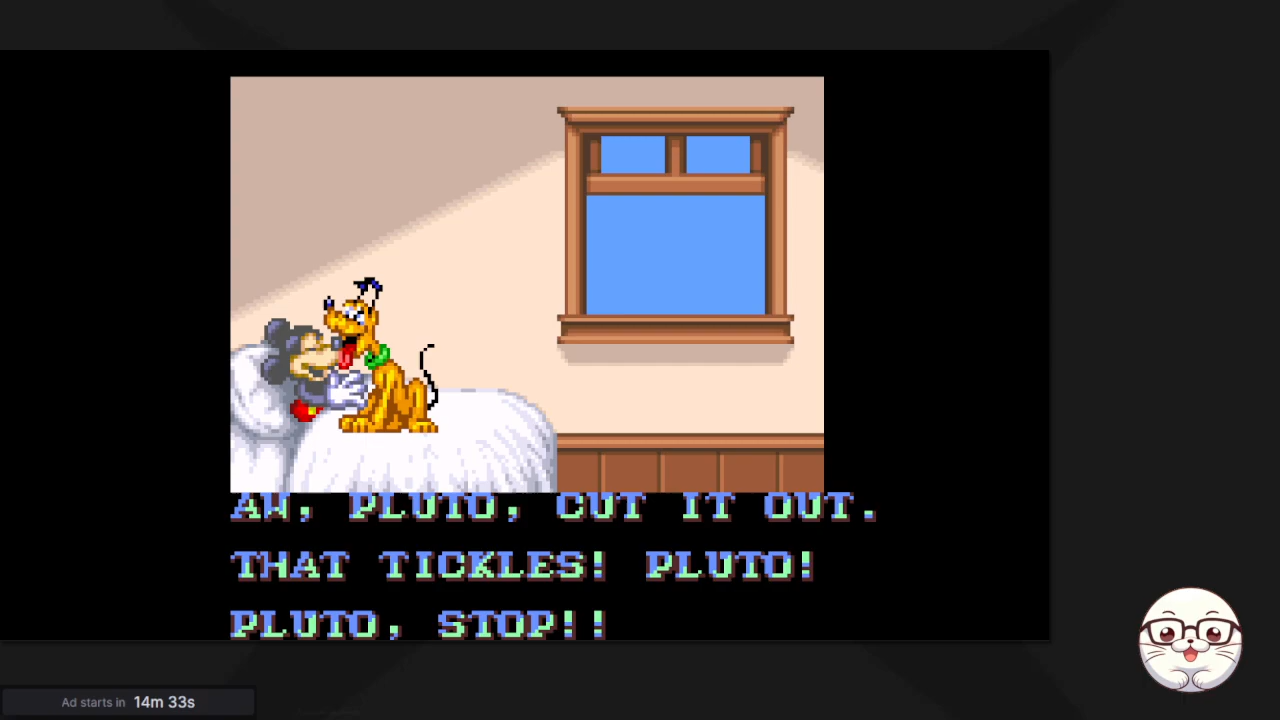 AW, PLUTO, CUT IT OUT.
THAT TICKLES! PLUTO!
PLUTO, STOP!!
Ad starts in 14m 33s